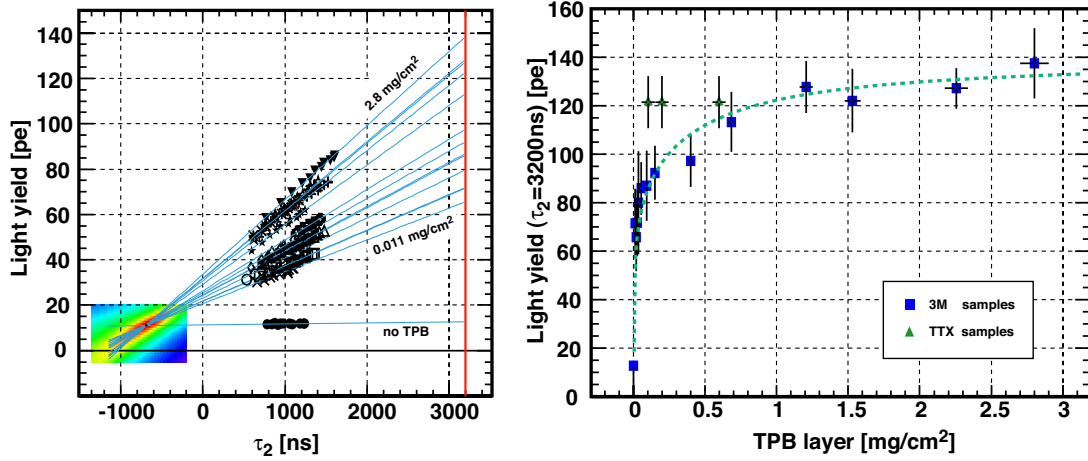 Light yield [pe]
140
120
100
80
60
40
20
0
2.8 mg/cm²
0.011 mg/cm²
no TPB
-1000 0 1000 2000 3000
τ₂ [ns]
Light yield (τ₂=3200ns) [pe]
160
140
120
100
80
60
40
20
0
3M samples
TTX samples
0 0.5 1 1.5 2 2.5 3
TPB layer [mg/cm²]